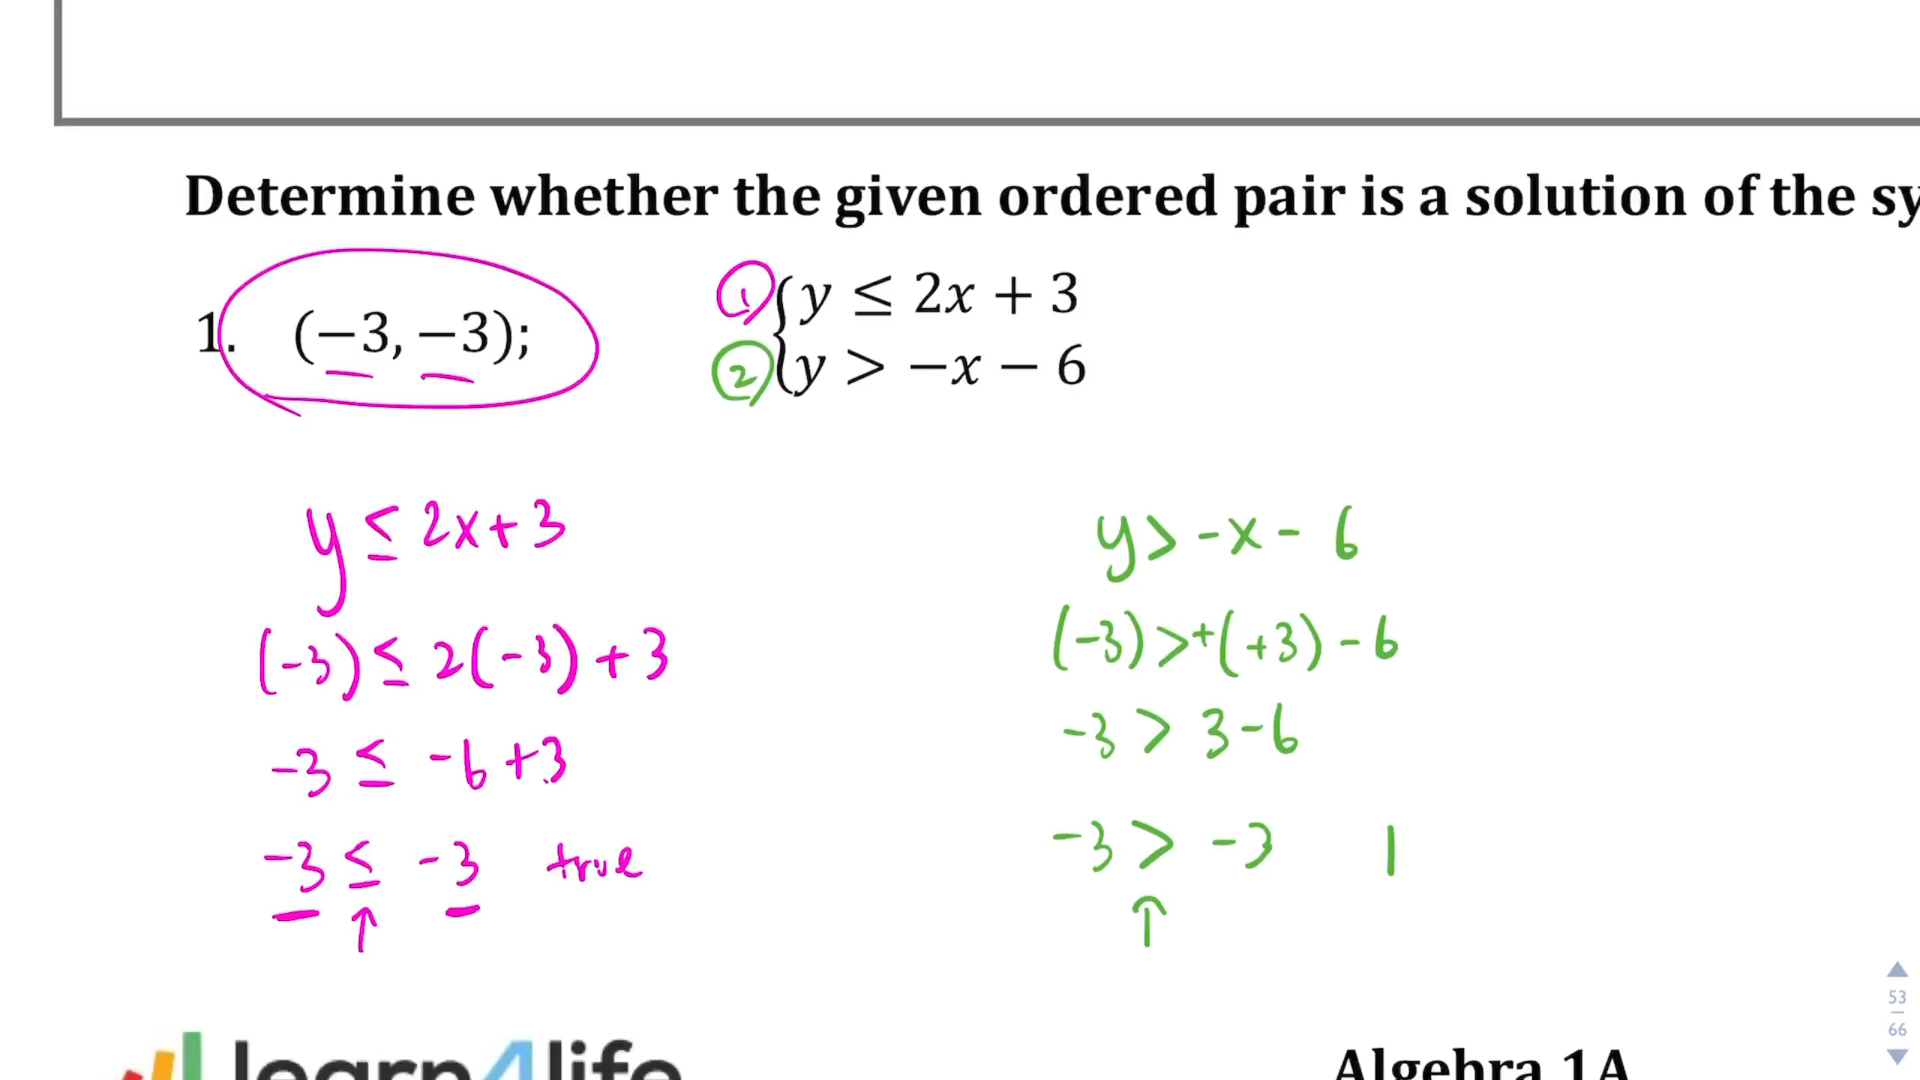 Determine whether the given ordered pair is a solution of the sy
1. (−3, −3);
① y ≤ 2x + 3
② y > −x − 6
y ≤ 2x+3
(-3) ≤ 2(-3) + 3
-3 ≤ -6 +3
-3 ≤ -3 true
↑
y > -x - 6
(-3) >+(+3) - 6
-3 > 3-6
-3 > -3
↑
53
66
learn4life
Algebra 1A